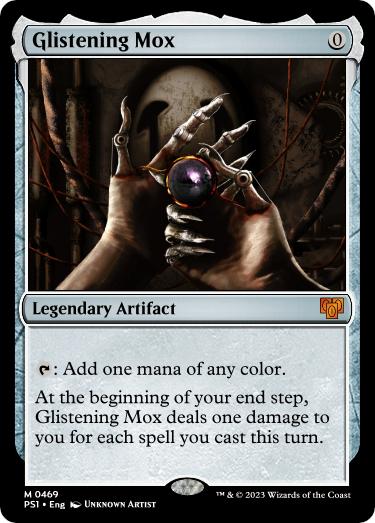 Glistening Mox 0
Legendary Artifact
: Add one mana of any color.
At the beginning of your end step,
Glistening Mox deals one damage to
you for each spell you cast this turn.
M 0469
PS1 • Eng Unknown Artist
™ & © 2023 Wizards of the Coast